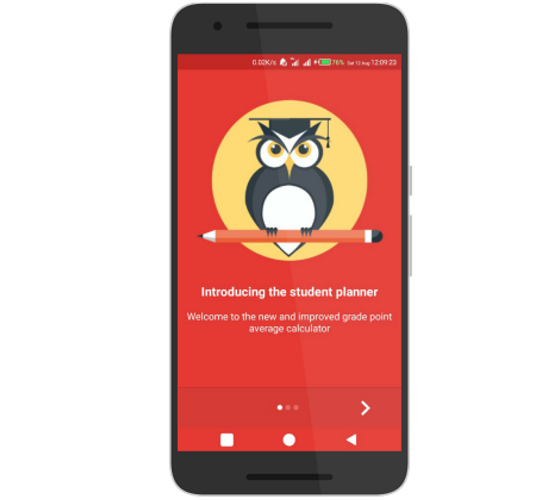 0.02K/s 76% Sat 12 Aug 12:09:23
Introducing the student planner
Welcome to the new and improved grade point
average calculator